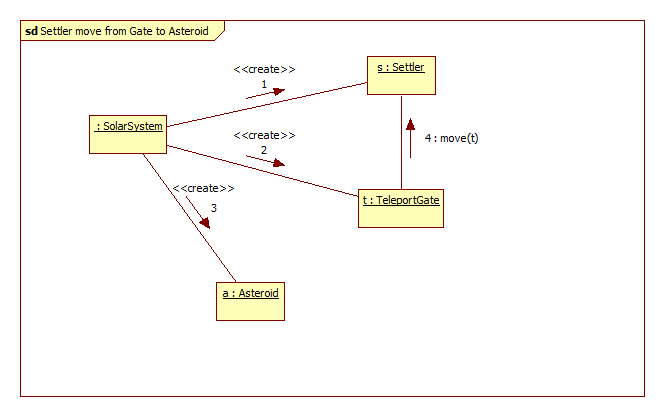 sd Settler move from Gate to Asteroid
<<create>>
1
s : Settler
: SolarSystem
<<create>>
2
4 : move(t)
<<create>>
3
t : TeleportGate
a : Asteroid